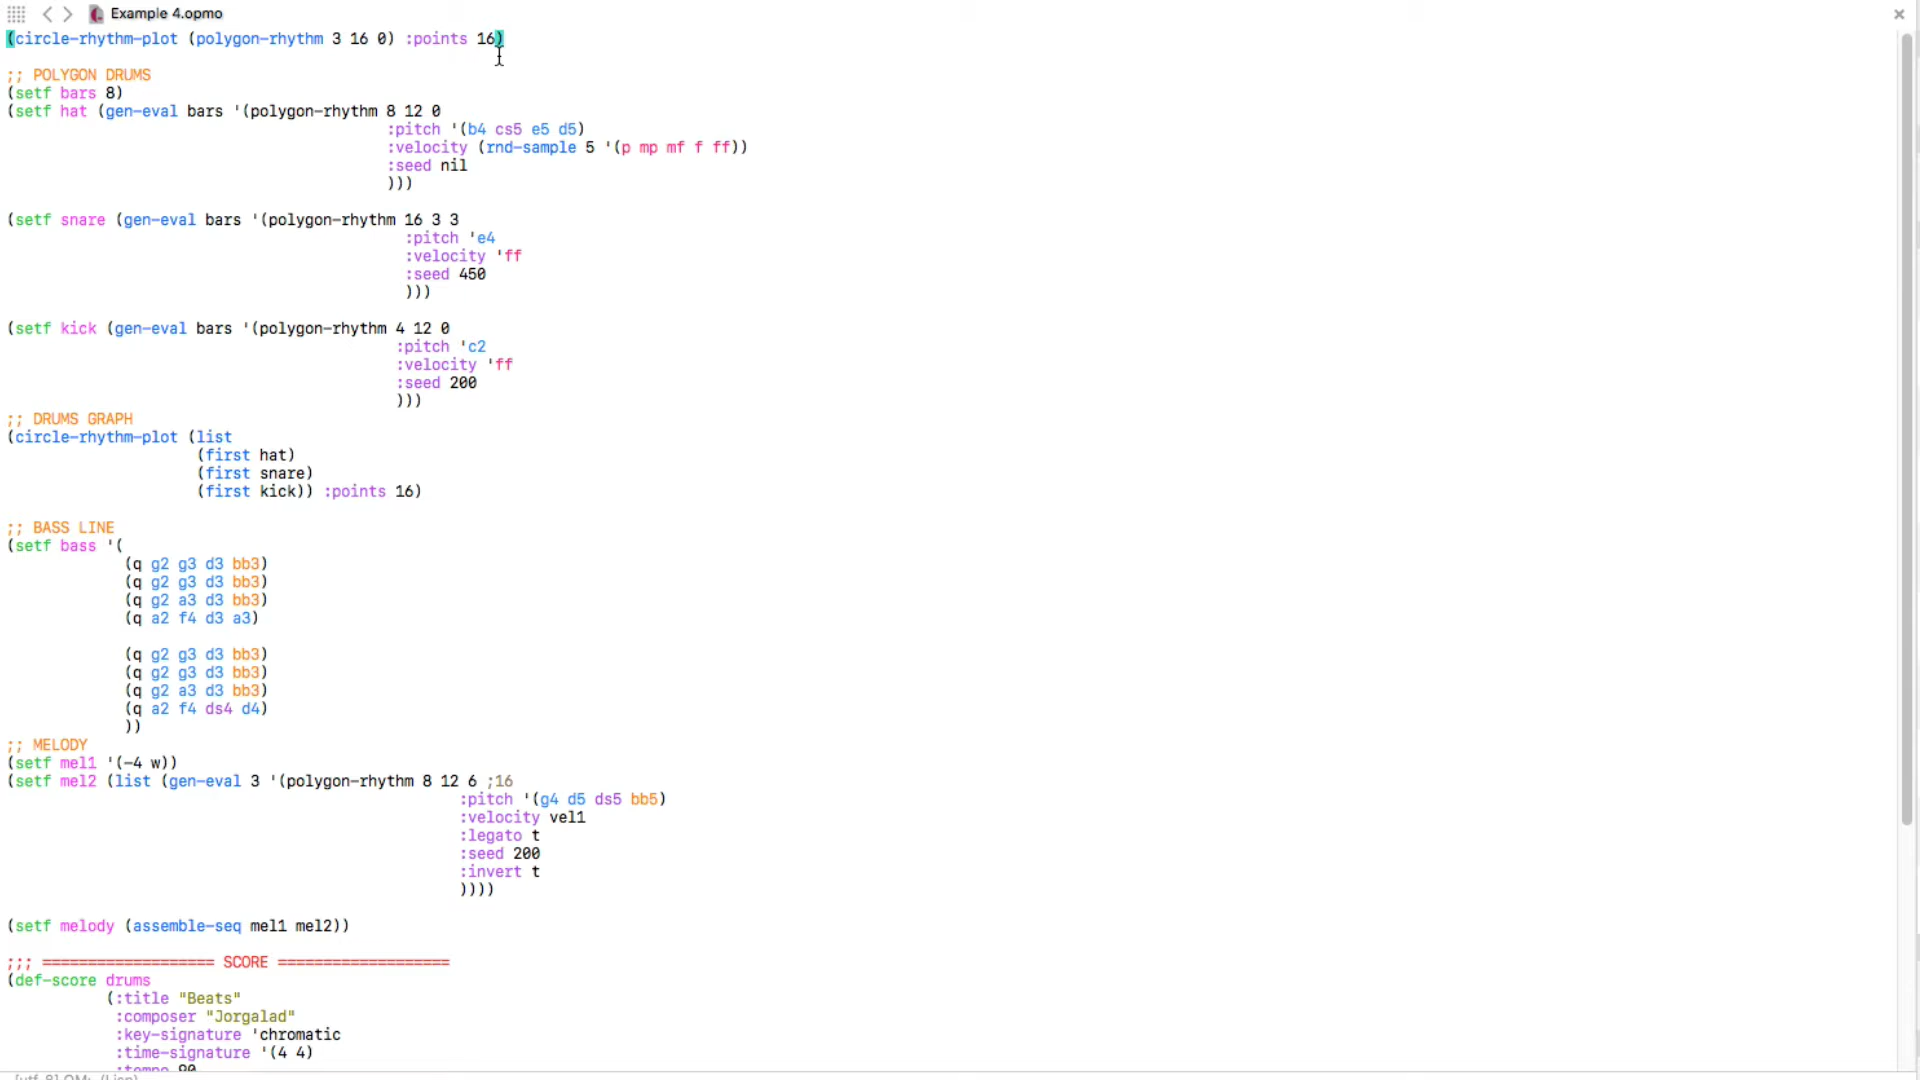 Example 4.opmo
(circle-rhythm-plot (polygon-rhythm 3 16 0) :points 16)
;; POLYGON DRUMS
(setf bars 8)
(setf hat (gen-eval bars '(polygon-rhythm 8 12 0
:pitch '(b4 cs5 e5 d5)
:velocity (rnd-sample 5 '(p mp mf f ff))
:seed nil
)))
(setf snare (gen-eval bars '(polygon-rhythm 16 3 3
:pitch 'e4
:velocity 'ff
:seed 450
)))
(setf kick (gen-eval bars '(polygon-rhythm 4 12 0
:pitch 'c2
:velocity 'ff
:seed 200
)))
;; DRUMS GRAPH
(circle-rhythm-plot (list
(first hat)
(first snare)
(first kick)) :points 16)
;; BASS LINE
(setf bass '(
(q g2 g3 d3 bb3)
(q g2 g3 d3 bb3)
(q g2 a3 d3 bb3)
(q a2 f4 d3 a3)
(q g2 g3 d3 bb3)
(q g2 g3 d3 bb3)
(q g2 a3 d3 bb3)
(q a2 f4 ds4 d4)
))
;; MELODY
(setf mel1 '(-4 w))
(setf mel2 (list (gen-eval 3 '(polygon-rhythm 8 12 6 ;16
:pitch '(g4 d5 ds5 bb5)
:velocity vel1
:legato t
:seed 200
:invert t
))))
(setf melody (assemble-seq mel1 mel2))
;;; =================== SCORE ===================
(def-score drums
(:title "Beats"
:composer "Jorgalad"
:key-signature 'chromatic
:time-signature '(4 4)
:tempo 90
[utf-8] OM: (Lisp)